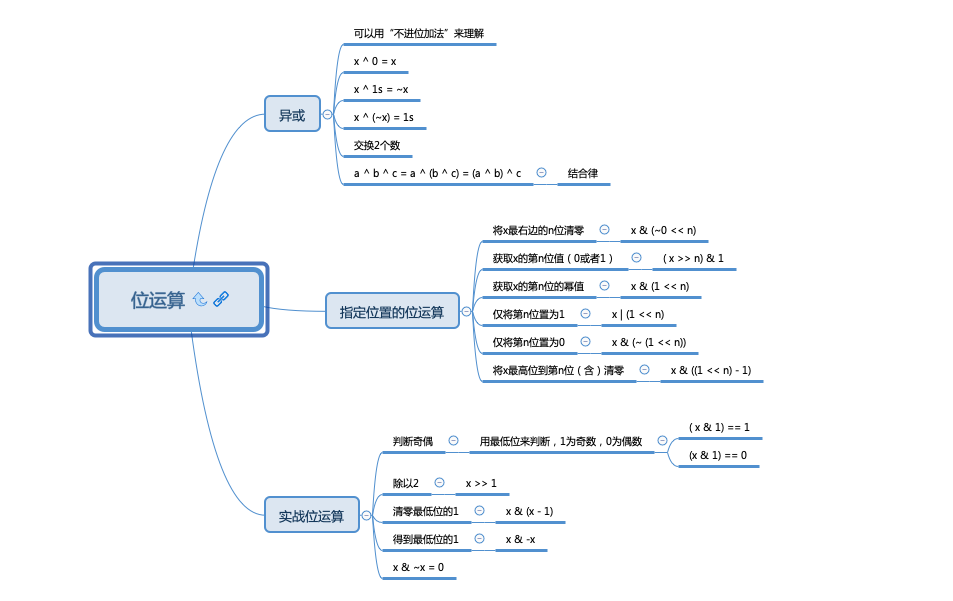 位运算
异或
可以用“不进位加法”来理解
x ^ 0 = x
x ^ 1s = ~x
x ^ (~x) = 1s
交换2个数
a ^ b ^ c = a ^ (b ^ c) = (a ^ b) ^ c 结合律
指定位置的位运算
将x最右边的n位清零 x & (~0 << n)
获取x的第n位值（0或者1） ( x >> n) & 1
获取x的第n位的幂值 x & (1 << n)
仅将第n位置为1 x | (1 << n)
仅将第n位置为0 x & (~ (1 << n))
将x最高位到第n位（含）清零 x & ((1 << n) - 1)
实战位运算
判断奇偶 用最低位来判断，1为奇数，0为偶数
( x & 1) == 1
(x & 1) == 0
除以2 x >> 1
清零最低位的1 x & (x - 1)
得到最低位的1 x & -x
x & ~x = 0